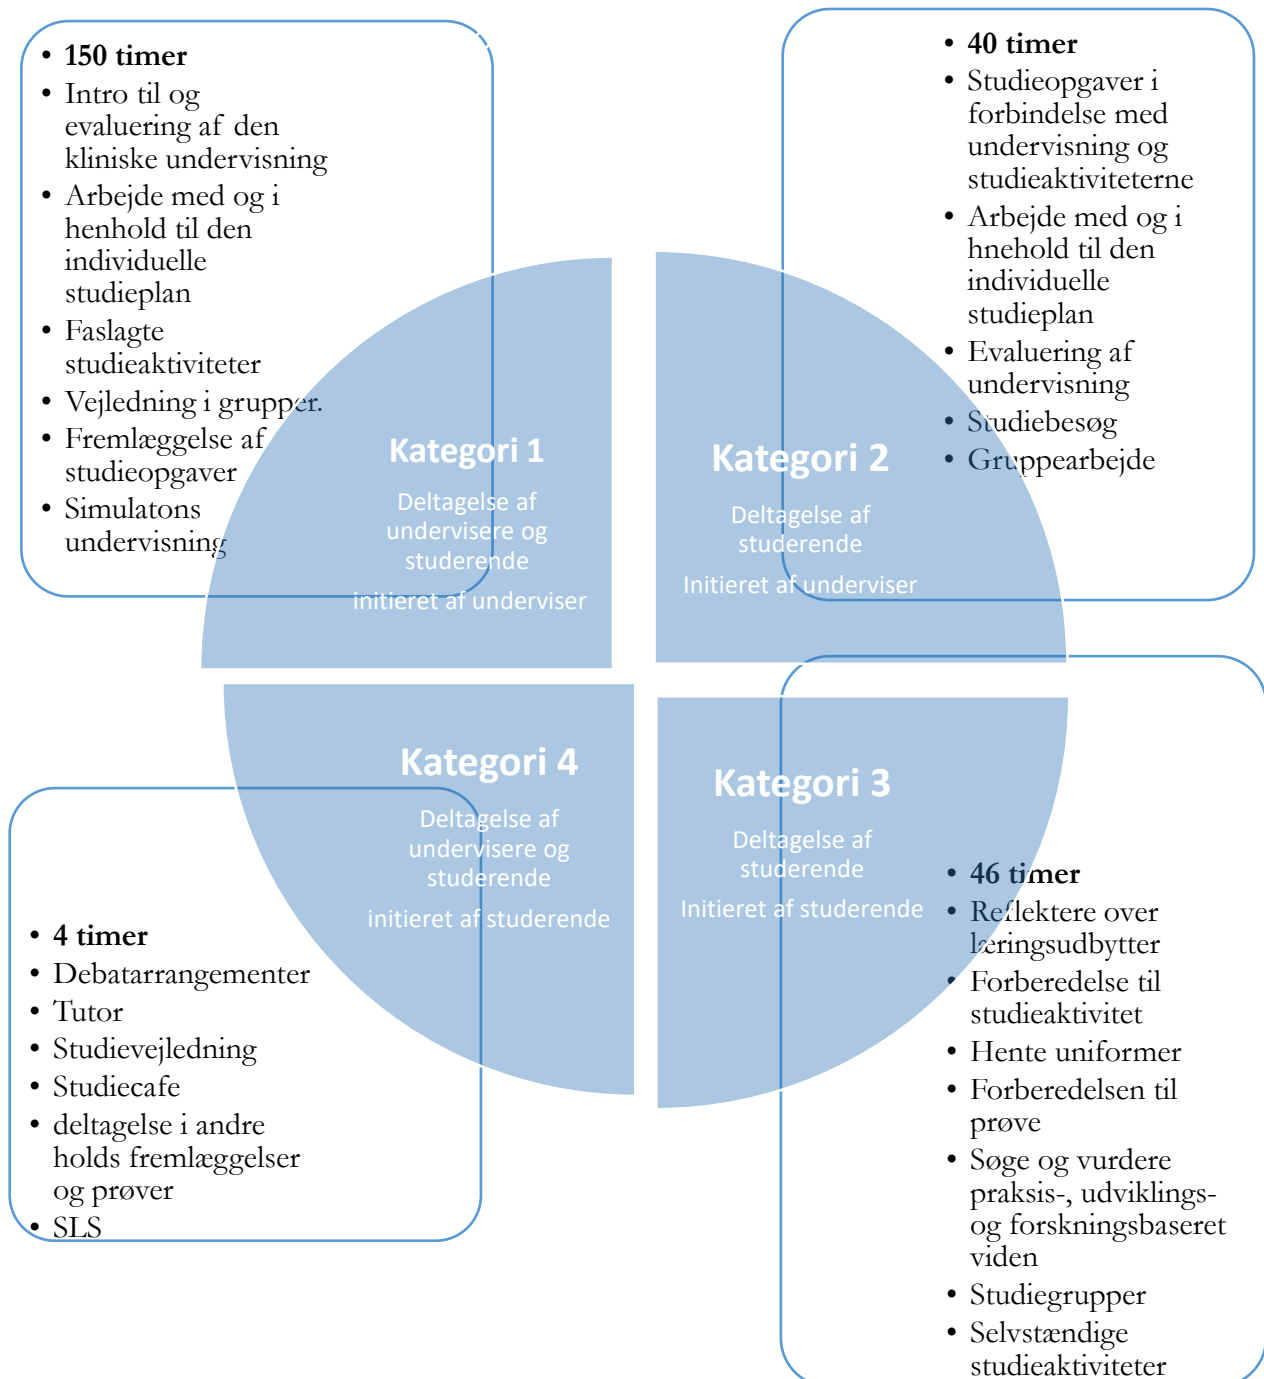 • 150 timer
• Intro til og
evaluering af den
kliniske undervisning
• Arbejde med og i
henhold til den
individuelle
studieplan
• Faslagte
studieaktiviteter
• Vejledning i grupper.
• Fremlæggelse af
studieopgaver
• Simulatons
undervisning
Kategori 1
Deltagelse af
undervisere og
studerende
initieret af underviser
• 40 timer
• Studieopgaver i
forbindelse med
undervisning og
studieaktiviteterne
• Arbejde med og i
hnehold til den
individuelle
studieplan
• Evaluering af
undervisning
• Studiebesøg
• Gruppearbejde
Kategori 2
Deltagelse af
studerende
Initieret af underviser
Kategori 4
Deltagelse af
undervisere og
studerende
initieret af studerende
• 4 timer
• Debatarrangementer
• Tutor
• Studievejledning
• Studiecafe
• deltagelse i andre
holds fremlæggelser
og prøver
• SLS
Kategori 3
Deltagelse af
studerende
Initieret af studerende
• 46 timer
• Reflektere over
læringsudbytter
• Forberedelse til
studieaktivitet
• Hente uniformer
• Forberedelsen til
prøve
• Søge og vurdere
praksis-, udviklings-
og forskningsbaseret
viden
• Studiegrupper
• Selvstændige
studieaktiviteter